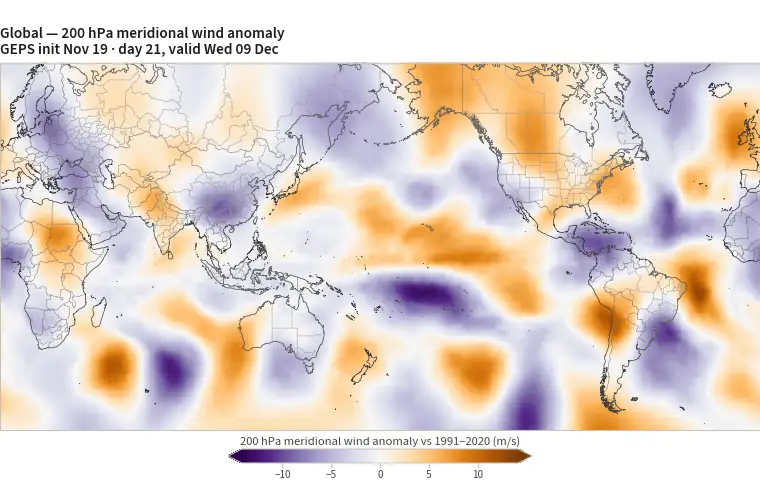 Global — 200 hPa meridional wind anomaly
GEPS init Nov 19 · day 21, valid Wed 09 Dec
200 hPa meridional wind anomaly vs 1991–2020 (m/s)
−10 −5 0 5 10